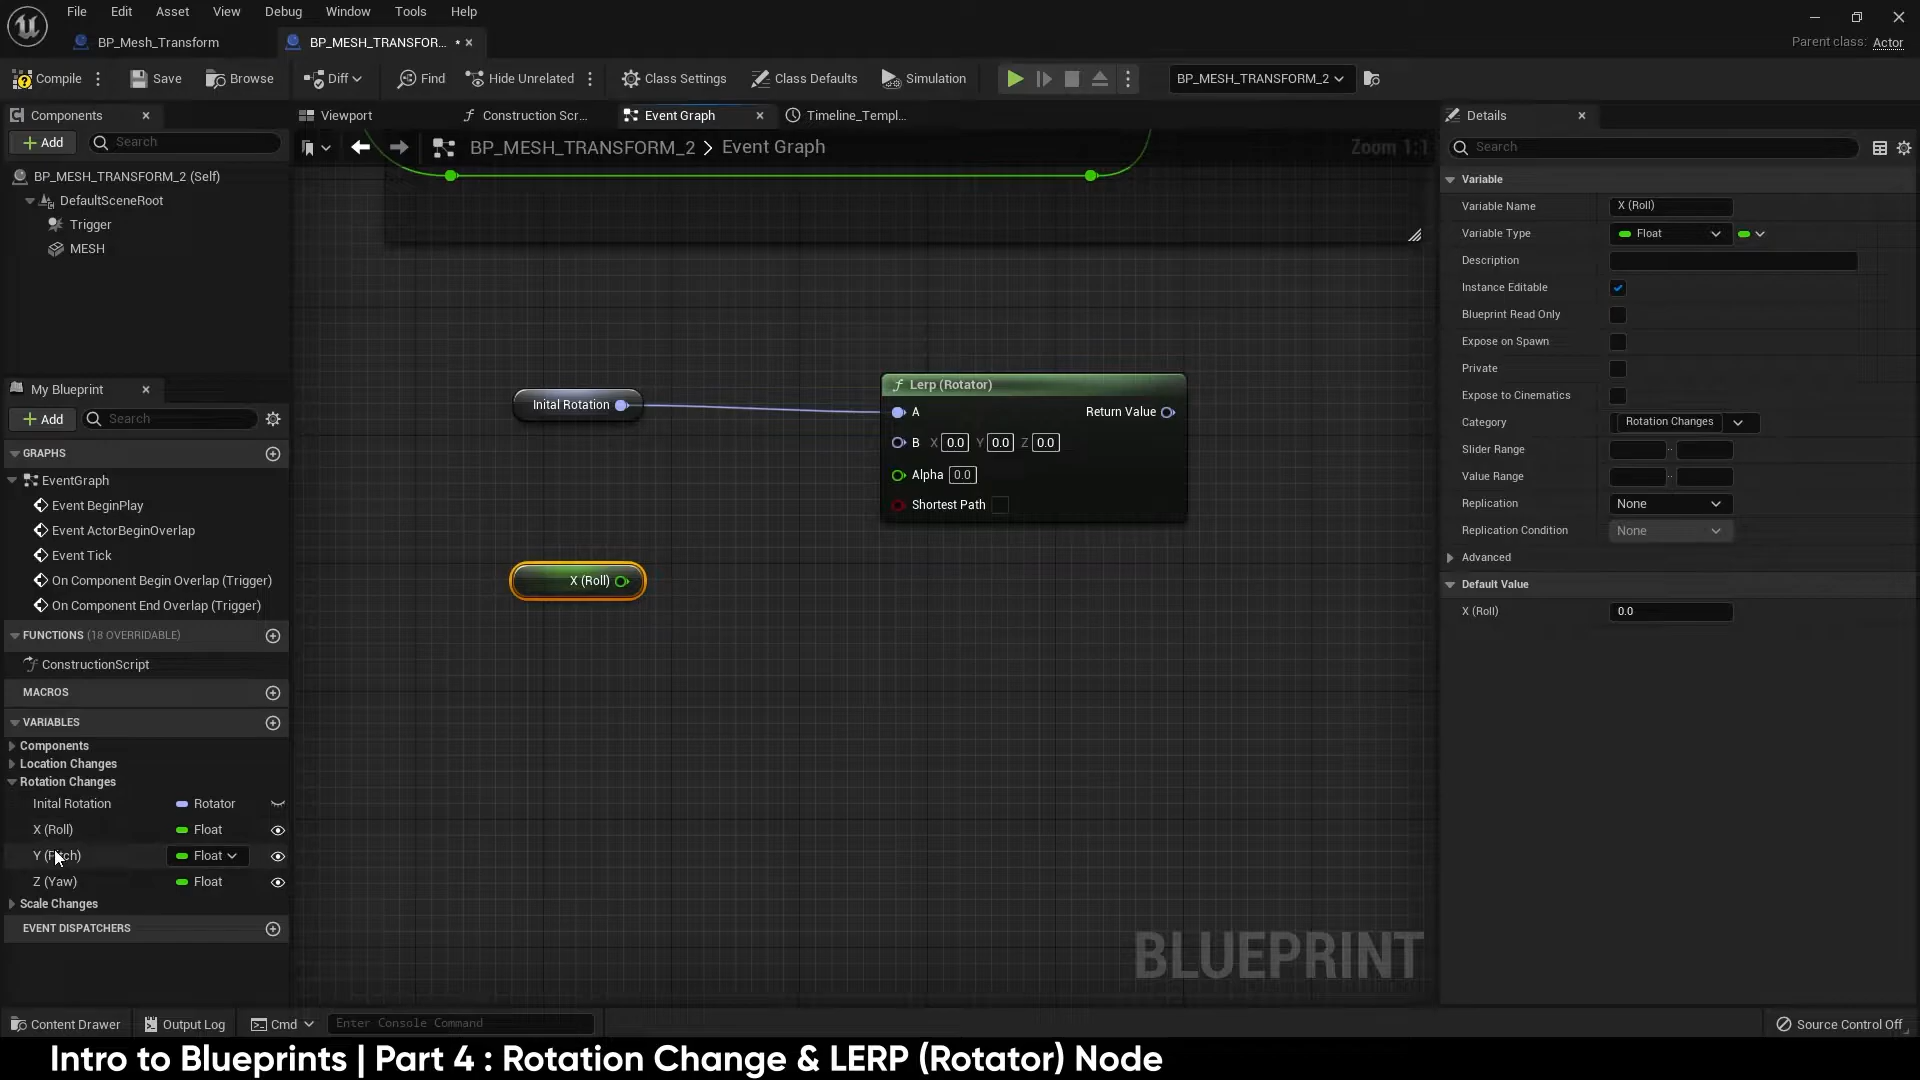 File Edit Asset View Debug Window Tools Help
BP_Mesh_Transform
BP_MESH_TRANSFOR... *
Parent class: Actor
Compile
Save
Browse
Diff
Find
Hide Unrelated
Class Settings
Class Defaults
Simulation
BP_MESH_TRANSFORM_2
Components
Add
Search
BP_MESH_TRANSFORM_2 (Self)
DefaultSceneRoot
Trigger
MESH
My Blueprint
Add
Search
GRAPHS
EventGraph
Event BeginPlay
Event ActorBeginOverlap
Event Tick
On Component Begin Overlap (Trigger)
On Component End Overlap (Trigger)
FUNCTIONS (18 OVERRIDABLE)
ConstructionScript
MACROS
VARIABLES
Components
Location Changes
Rotation Changes
Inital Rotation Rotator
X (Roll) Float
Y (Pitch) Float
Z (Yaw) Float
Scale Changes
EVENT DISPATCHERS
Viewport
Construction Scr...
Event Graph
Timeline_Templ...
BP_MESH_TRANSFORM_2 > Event Graph
Zoom 1:1
Inital Rotation
X (Roll)
Lerp (Rotator)
A Return Value
B X 0.0 Y 0.0 Z 0.0
Alpha 0.0
Shortest Path
BLUEPRINT
Details
Search
Variable
Variable Name X (Roll)
Variable Type Float
Description
Instance Editable
Blueprint Read Only
Expose on Spawn
Private
Expose to Cinematics
Category Rotation Changes
Slider Range
Value Range
Replication None
Replication Condition None
Advanced
Default Value
X (Roll) 0.0
Content Drawer
Output Log
Cmd
Enter Console Command
Source Control Off
Intro to Blueprints | Part 4 : Rotation Change & LERP (Rotator) Node